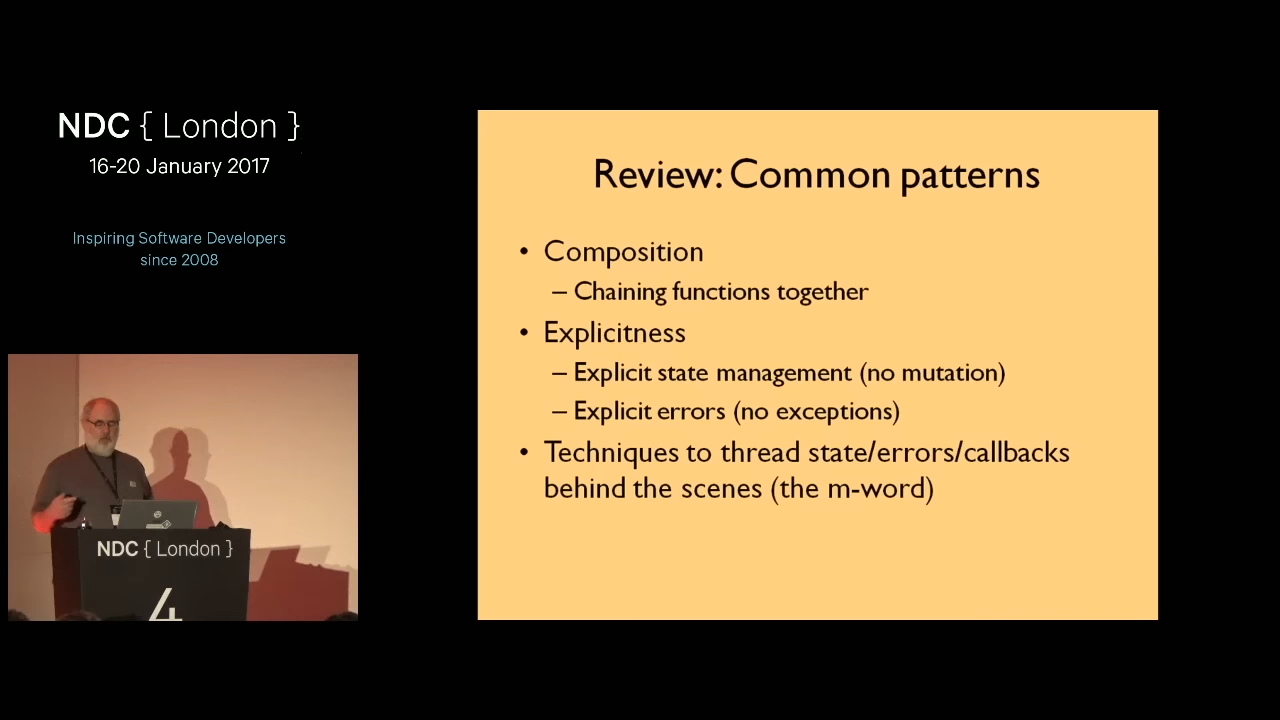 NDC { London }
16-20 January 2017
Inspiring Software Developers
since 2008
Review: Common patterns
• Composition
– Chaining functions together
• Explicitness
– Explicit state management (no mutation)
– Explicit errors (no exceptions)
• Techniques to thread state/errors/callbacks
behind the scenes (the m-word)
NDC { London }
4